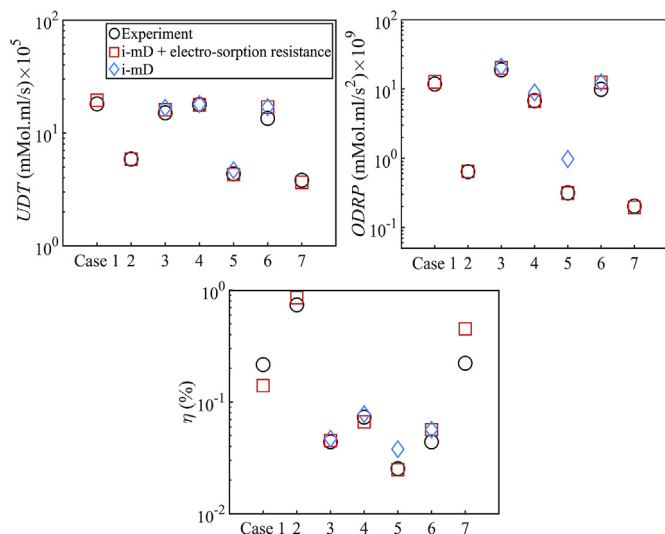 10²
10¹
10⁰
UDT (mMol.ml/s)×10⁵
Experiment
i-mD + electro-sorption resistance
i-mD
Case 1 2 3 4 5 6 7
10²
10¹
10⁰
10⁻¹
ODRP (mMol.ml/s²)×10⁹
Case 1 2 3 4 5 6 7
10⁰
10⁻¹
10⁻²
η (%)
Case 1 2 3 4 5 6 7